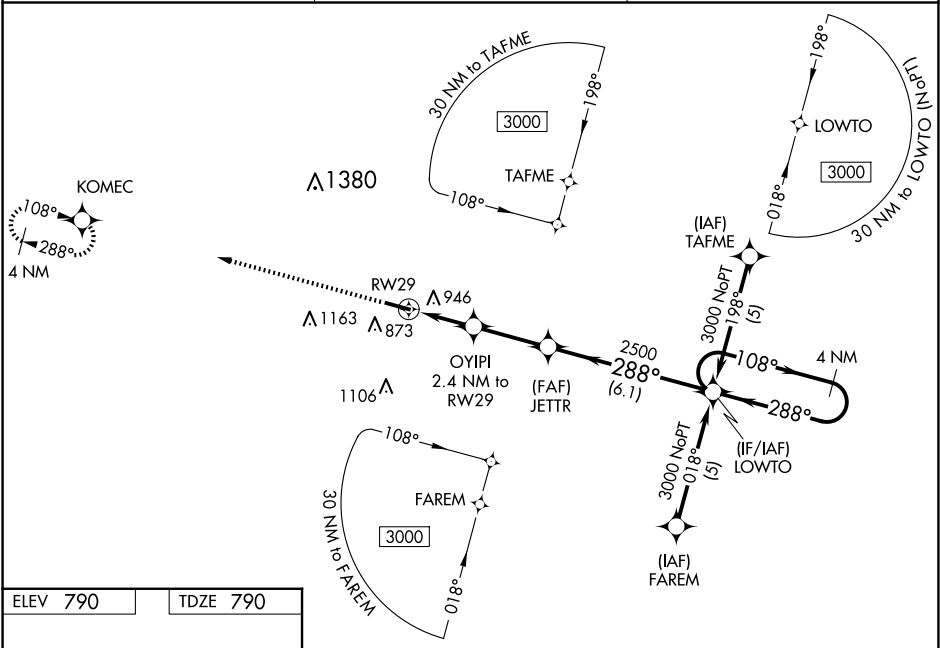 30 NM to TAFME
198°
3000
TAFME
108°
198°
LOWTO
3000
018°
30 NM to LOWTO (NoPT)
KOMEC
108°
288°
4 NM
1380
(IAF)
TAFME
3000 NoPT
198°
(5)
RW29
946
1163
873
OYIPI
2.4 NM to
RW29
(FAF)
JETTR
2500
288°
(6.1)
108°
4 NM
288°
(IF/IAF)
LOWTO
1106
3000 NoPT
018°
(5)
(IAF)
FAREM
108°
FAREM
3000
018°
30 NM to FAREM
ELEV 790
TDZE 790